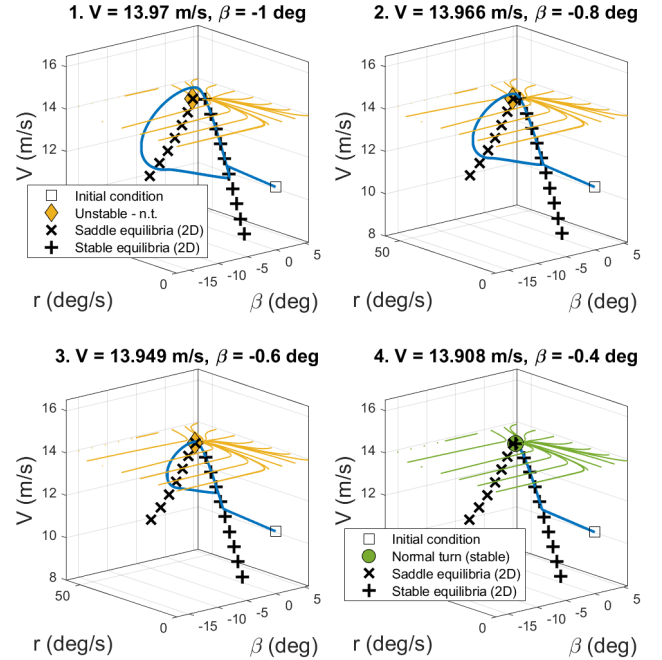 1. V = 13.97 m/s, β = -1 deg
16
14
12
10
8
V (m/s)
Initial condition
Unstable - n.t.
Saddle equilibria (2D)
Stable equilibria (2D)
0
-15
-10
-5
0
5
r (deg/s)
β (deg)
2. V = 13.966 m/s, β = -0.8 deg
16
14
12
10
8
V (m/s)
50
0
-15
-10
-5
0
5
r (deg/s)
β (deg)
3. V = 13.949 m/s, β = -0.6 deg
16
14
12
10
8
V (m/s)
50
0
-15
-10
-5
0
5
r (deg/s)
β (deg)
4. V = 13.908 m/s, β = -0.4 deg
16
14
12
10
V (m/s)
Initial condition
Normal turn (stable)
Saddle equilibria (2D)
Stable equilibria (2D)
0
-15
-10
-5
0
5
r (deg/s)
β (deg)